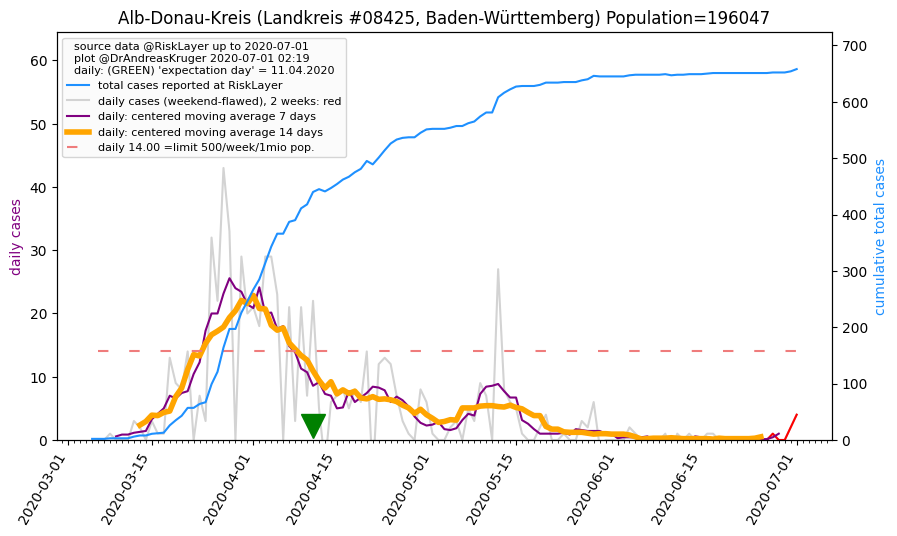 Alb-Donau-Kreis (Landkreis #08425, Baden-Württemberg) Population=196047
source data @RiskLayer up to 2020-07-01
plot @DrAndreasKruger 2020-07-01 02:19
daily: (GREEN) 'expectation day' = 11.04.2020
total cases reported at RiskLayer
daily cases (weekend-flawed), 2 weeks: red
daily: centered moving average 7 days
daily: centered moving average 14 days
daily 14.00 =limit 500/week/1mio pop.
daily cases
60
50
40
30
20
10
0
cumulative total cases
700
600
500
400
300
200
100
0
2020-03-01
2020-03-15
2020-04-01
2020-04-15
2020-05-01
2020-05-15
2020-06-01
2020-06-15
2020-07-01